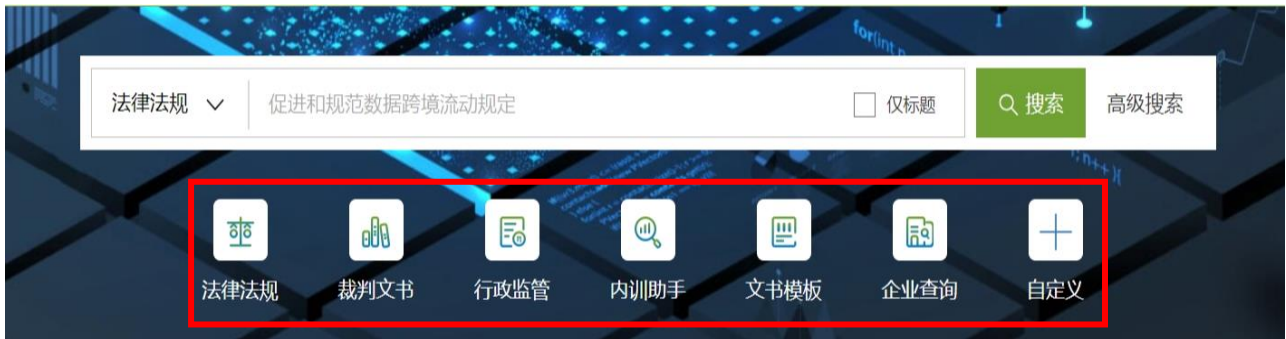 for(int n
法律法规 促进和规范数据跨境流动规定 仅标题 搜索 高级搜索
法律法规 裁判文书 行政监管 内训助手 文书模板 企业查询 自定义